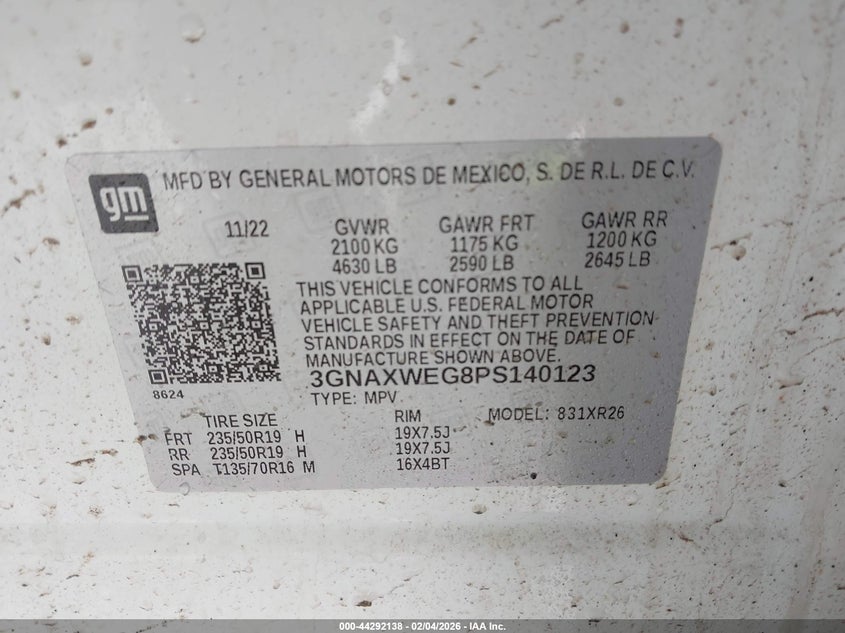 gm
MFD BY GENERAL MOTORS DE MEXICO, S. DE R.L. DE C.V.
11/22 GVWR GAWR FRT GAWR RR
2100 KG 1175 KG 1200 KG
4630 LB 2590 LB 2645 LB
THIS VEHICLE CONFORMS TO ALL
APPLICABLE U.S. FEDERAL MOTOR
VEHICLE SAFETY AND THEFT PREVENTION
STANDARDS IN EFFECT ON THE DATE OF
MANUFACTURE SHOWN ABOVE.
3GNAXWEG8PS140123
8624
TYPE: MPV MODEL: 831XR26
TIRE SIZE RIM
FRT 235/50R19 H 19X7.5J
RR 235/50R19 H 19X7.5J
SPA T135/70R16 M 16X4BT
000-44292138 - 02/04/2026 - IAA Inc.